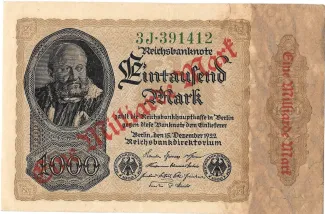 3J·391412
Reichsbanknote
Eintausend
Mark
zahlt die Reichsbankhauptkasse in Berlin
gegen diese Banknote dem Einlieferer
Berlin, den 15. Dezember 1922
Reichsbankdirektorium
1000
Eine Milliarde Mark
Eine Milliarde Mark